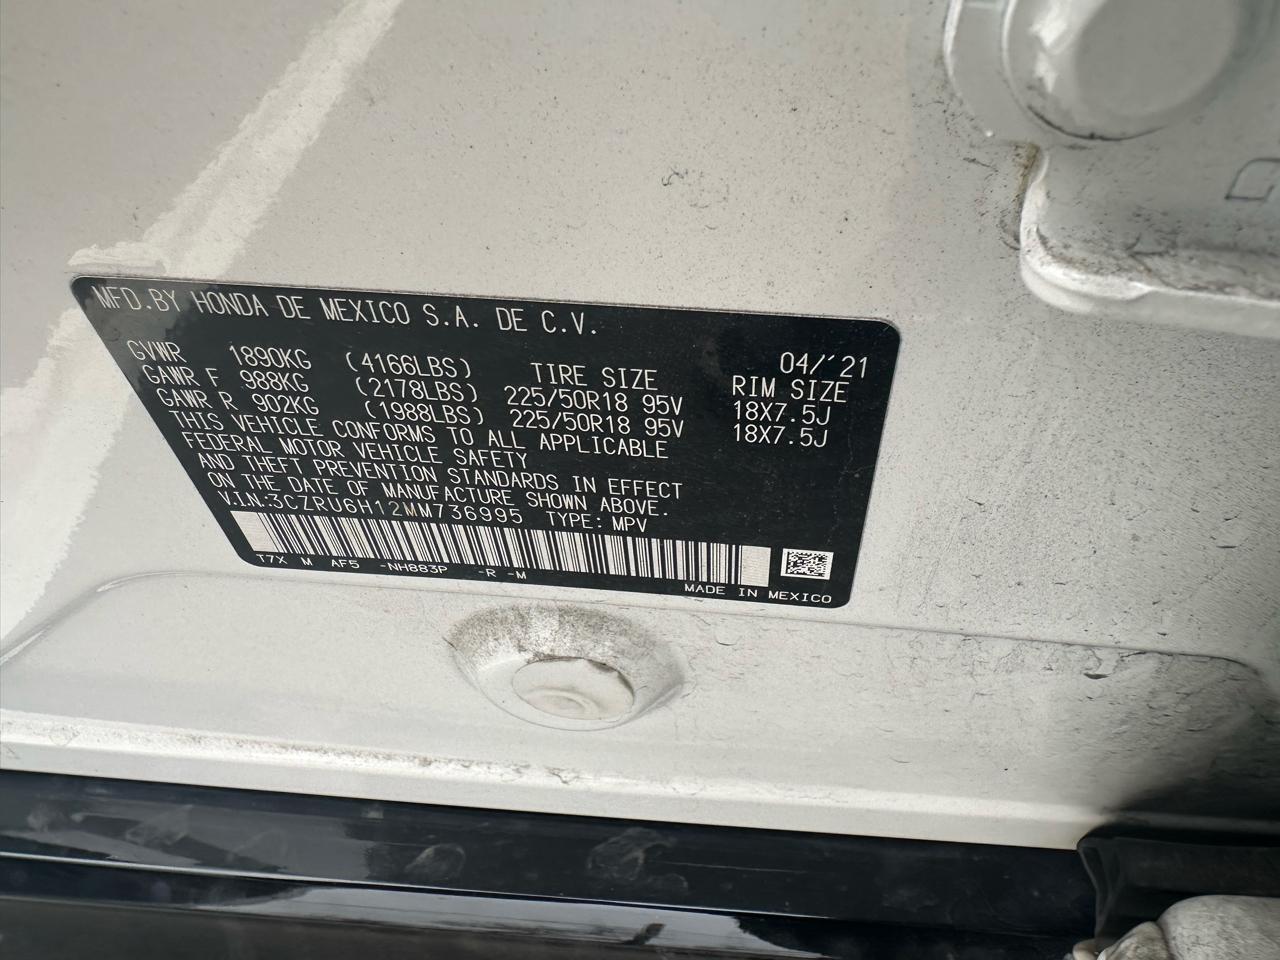 MFD.BY HONDA DE MEXICO S.A. DE C.V.
04/'21
GVWR 1890KG (4166LBS) TIRE SIZE RIM SIZE
GAWR F 988KG (2178LBS) 225/50R18 95V 18X7.5J
GAWR R 902KG (1988LBS) 225/50R18 95V 18X7.5J
THIS VEHICLE CONFORMS TO ALL APPLICABLE
FEDERAL MOTOR VEHICLE SAFETY
AND THEFT PREVENTION STANDARDS IN EFFECT
ON THE DATE OF MANUFACTURE SHOWN ABOVE.
V.I.N:3CZRU6H12MM736995 TYPE: MPV
T7X M AF5 -NH883P -R -M
MADE IN MEXICO